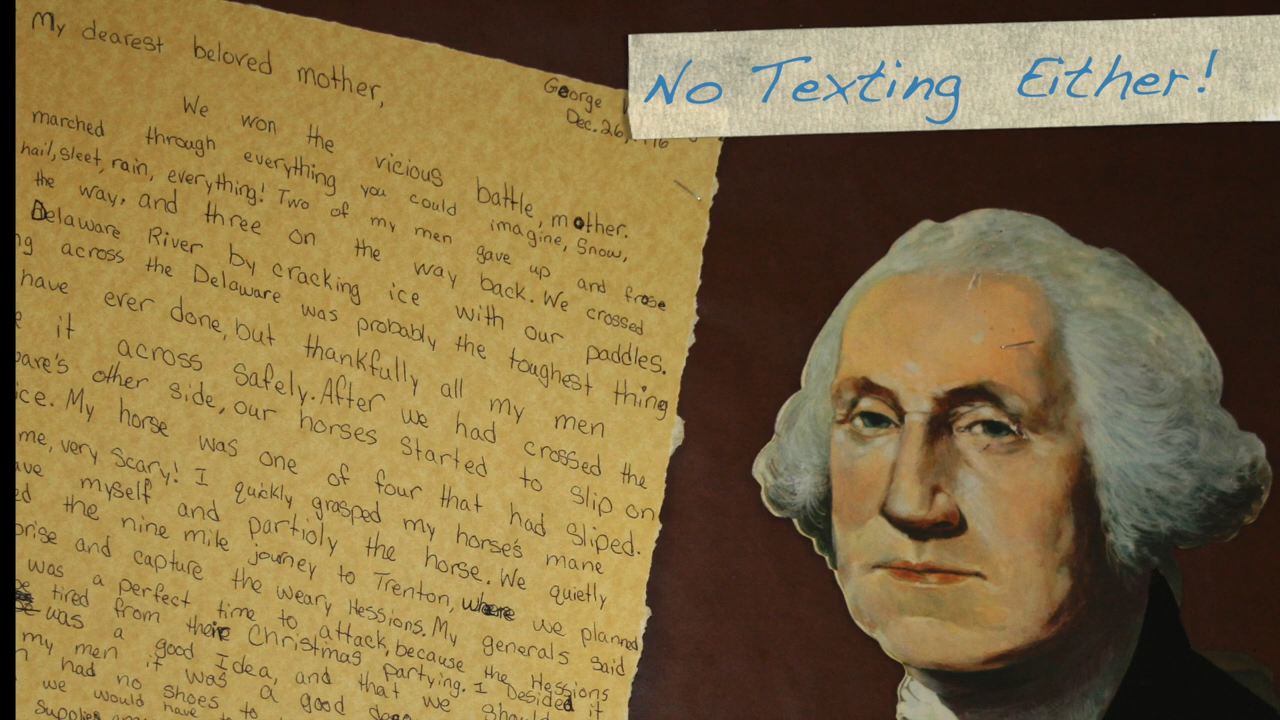 My dearest beloved mother,
George
Dec. 26,
No Texting Either!
We won the vicious battle, mother.
marched through everything you could imagine, Snow,
hail, sleet, rain, everything! Two of my men gave up and frose
the way, and three on the way back. We crossed
Delaware River by cracking ice with our paddles.
across the Delaware was probably the toughest thing
have ever done, but thankfully all my men
it across safely. After we had crossed the
other side, our horses started to slip on
ice. My horse was one of four that had sliped.
me, very scary! I quickly grasped my horse's mane
myself and partioly the horse. We quietly
the nine mile journey to Trenton, where we planned
and capture the weary Hessions. My generals said
was a perfect time to attack, because the Hessions
tired from their Christmas partying. I desided it
was a good Idea, and that we should
my men it was a good
had no shoes to
we would have
Supplies